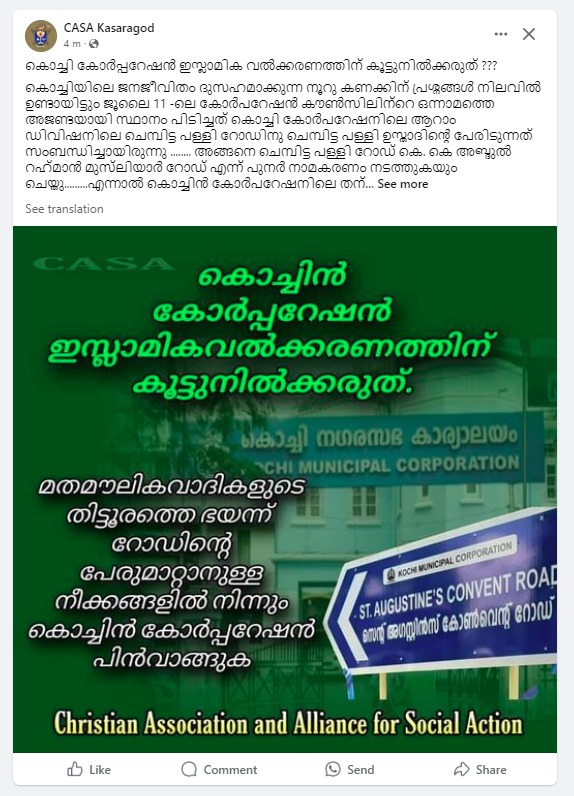 CASA Kasaragod
4 m
കൊച്ചി കോർപ്പറേഷൻ ഇസ്ലാമിക വൽക്കരണത്തിന് കൂട്ടുനിൽക്കരുത് ???
കൊച്ചിയിലെ ജനജീവിതം ദുസഹമാക്കുന്ന നൂറു കണക്കിന് പ്രശ്നങ്ങൾ നിലവിൽ
ഉണ്ടായിട്ടും ജൂലൈ 11 -ലെ കോർപറേഷൻ കൗൺസിലിന്റെ ഒന്നാമത്തെ
അജണ്ടയായി സ്ഥാനം പിടിച്ചത് കൊച്ചി കോർപറേഷനിലെ ആറാം
ഡിവിഷനിലെ ചെമ്പിട്ട പള്ളി റോഡിനു ചെമ്പിട്ട പള്ളി ഉസ്താദിന്റെ പേരിടുന്നത്
സംബന്ധിച്ചായിരുന്നു ........ അങ്ങനെ ചെമ്പിട്ട പള്ളി റോഡ് കെ. കെ അബ്ദുൽ
റഹ്‌മാൻ മുസ്‌ലിയാർ റോഡ് എന്ന് പുനർ നാമകരണം നടത്തുകയും
ചെയ്തു.........എന്നാൽ കൊച്ചിൻ കോർപറേഷനിലെ തന്... See more
See translation
CASA
കൊച്ചിൻ
കോർപ്പറേഷൻ
ഇസ്ലാമികവൽക്കരണത്തിന്
കൂട്ടുനിൽക്കരുത്.
കൊച്ചി നഗരസഭ കാര്യാലയം
CHI MUNICIPAL CORPORATION
മതമൗലികവാദികളുടെ
തിട്ടൂരത്തെ ഭയന്ന്
റോഡിന്റെ
പേരുമാറ്റാനുള്ള
നീക്കങ്ങളിൽ നിന്നും
കൊച്ചിൻ കോർപ്പറേഷൻ
പിൻവാങ്ങുക
KOCHI MUNICIPAL CORPORATION
ST. AUGUSTINE'S CONVENT ROAD
സെന്റ് അഗസ്റ്റിൻസ് കോൺവെന്റ് റോഡ്
Christian Association and Alliance for Social Action
Like
Comment
Send
Share